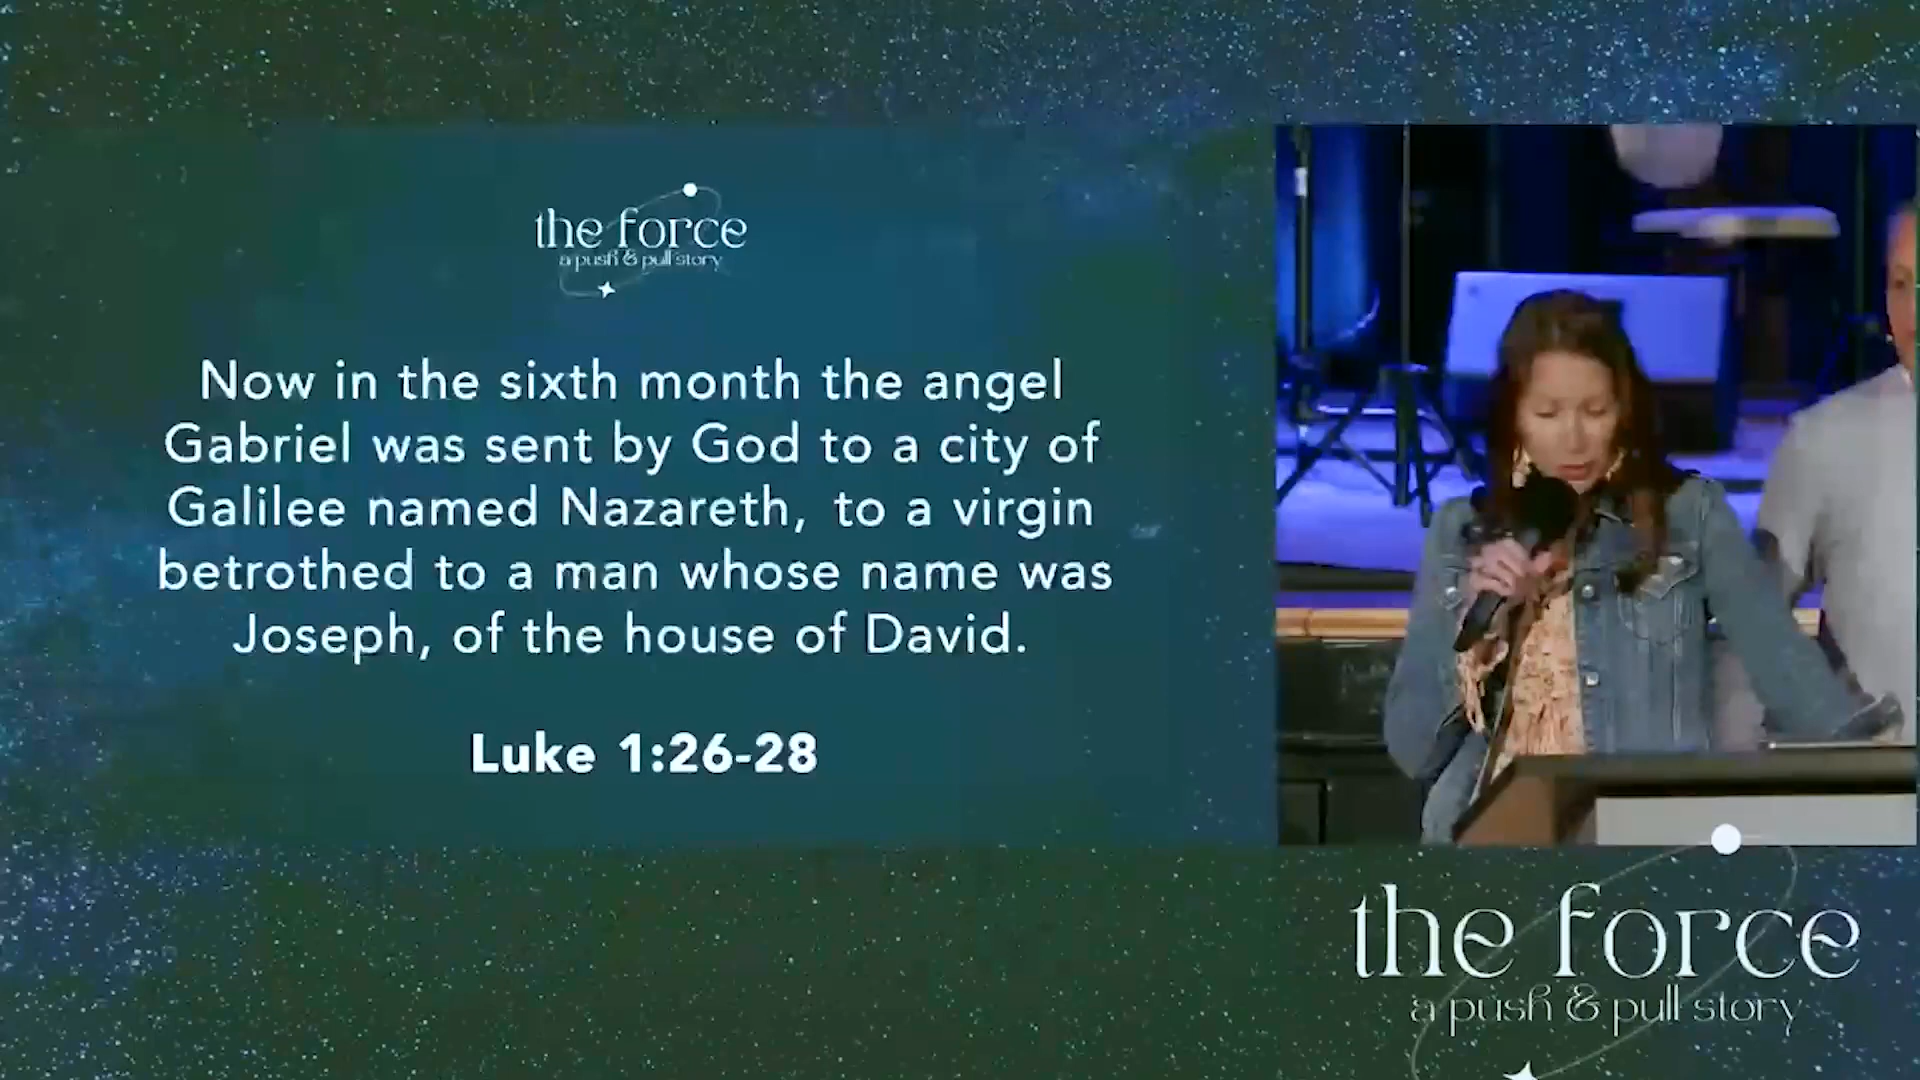 the force
a push & pull story
Now in the sixth month the angel
Gabriel was sent by God to a city of
Galilee named Nazareth, to a virgin
betrothed to a man whose name was
Joseph, of the house of David.
Luke 1:26-28
the force
a push & pull story